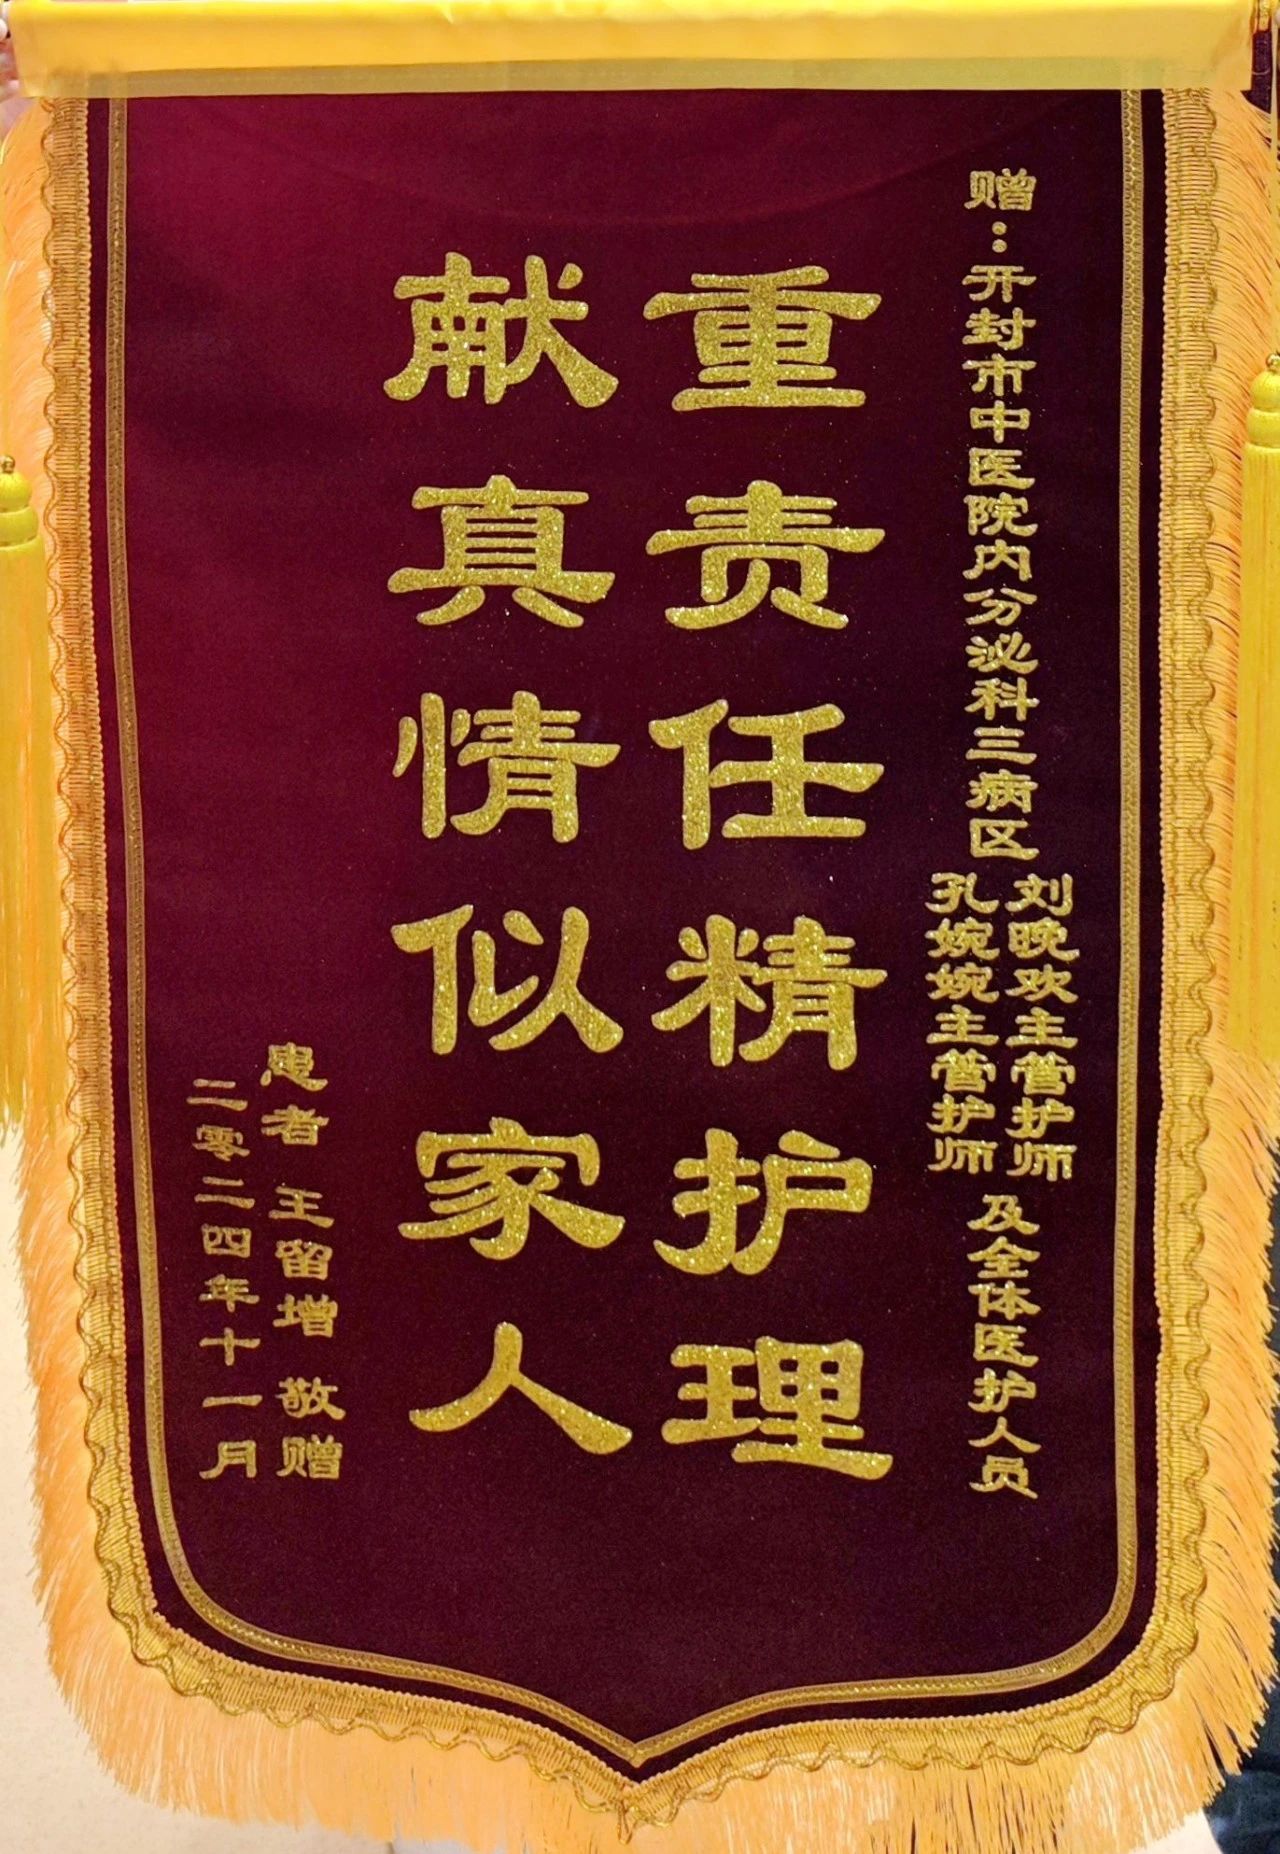 赠：开封市中医院内分泌科三病区
刘晚欢主管护师
孔婉婉主管护师
及全体医护人员
重责任精护理
献真情似家人
患者 王留增 敬赠
二零二四年十一月